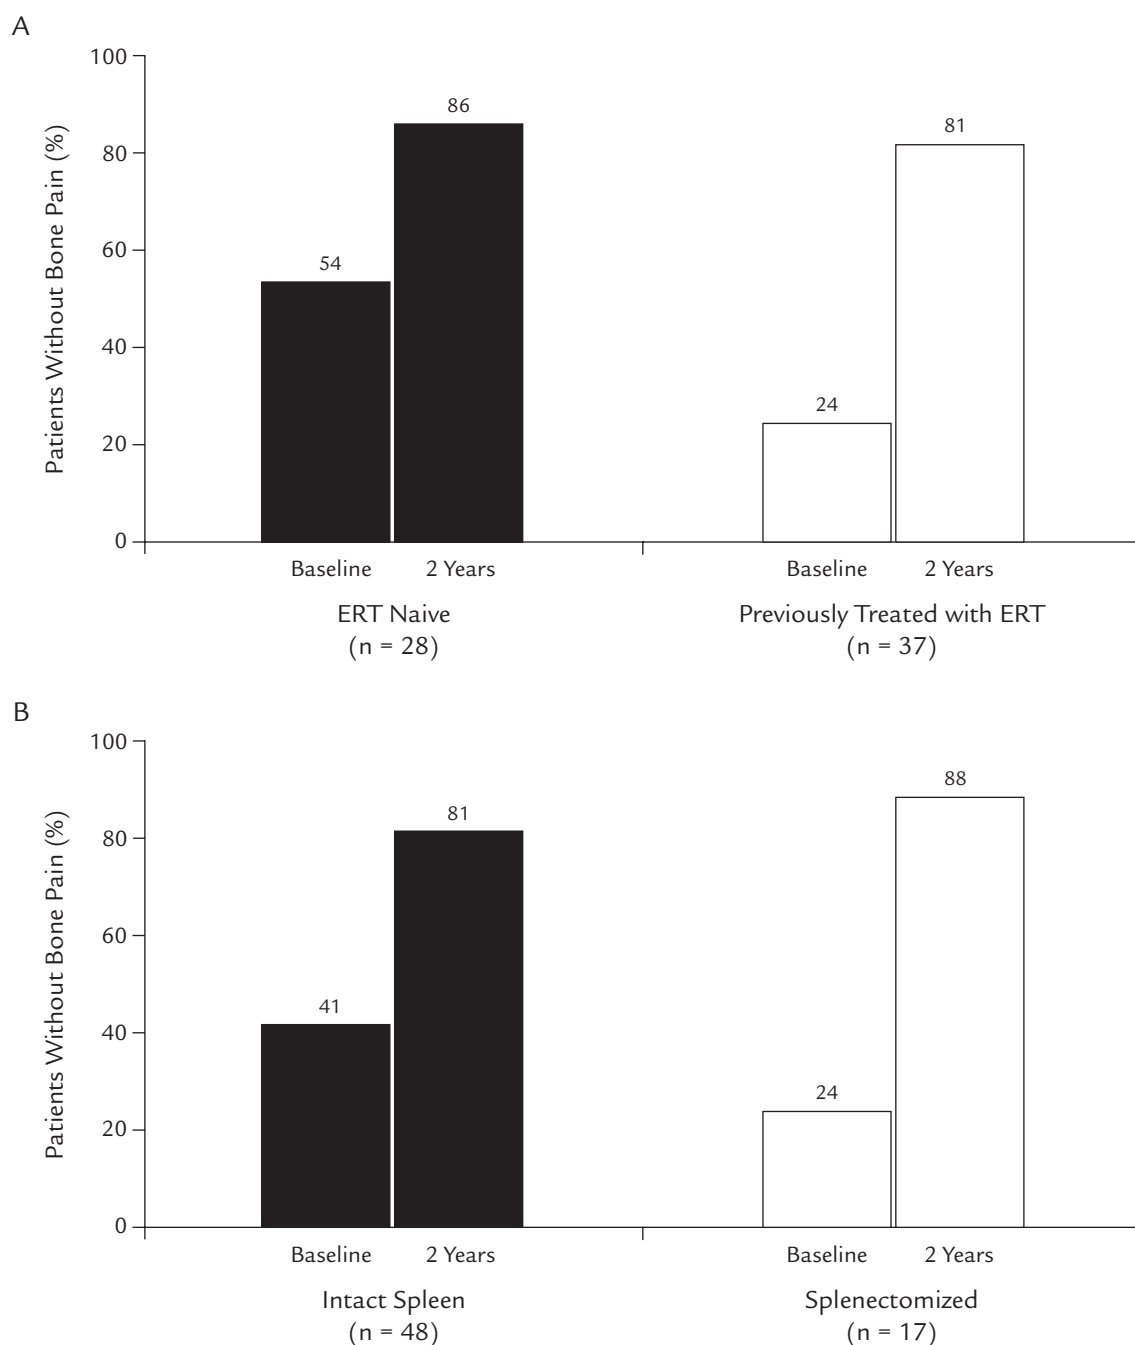 A
Patients Without Bone Pain (%)
100
80
60
40
20
0
54
86
24
81
Baseline
2 Years
Baseline
2 Years
ERT Naive
(n = 28)
Previously Treated with ERT
(n = 37)
B
Patients Without Bone Pain (%)
100
80
60
40
20
0
41
81
24
88
Baseline
2 Years
Baseline
2 Years
Intact Spleen
(n = 48)
Splenectomized
(n = 17)